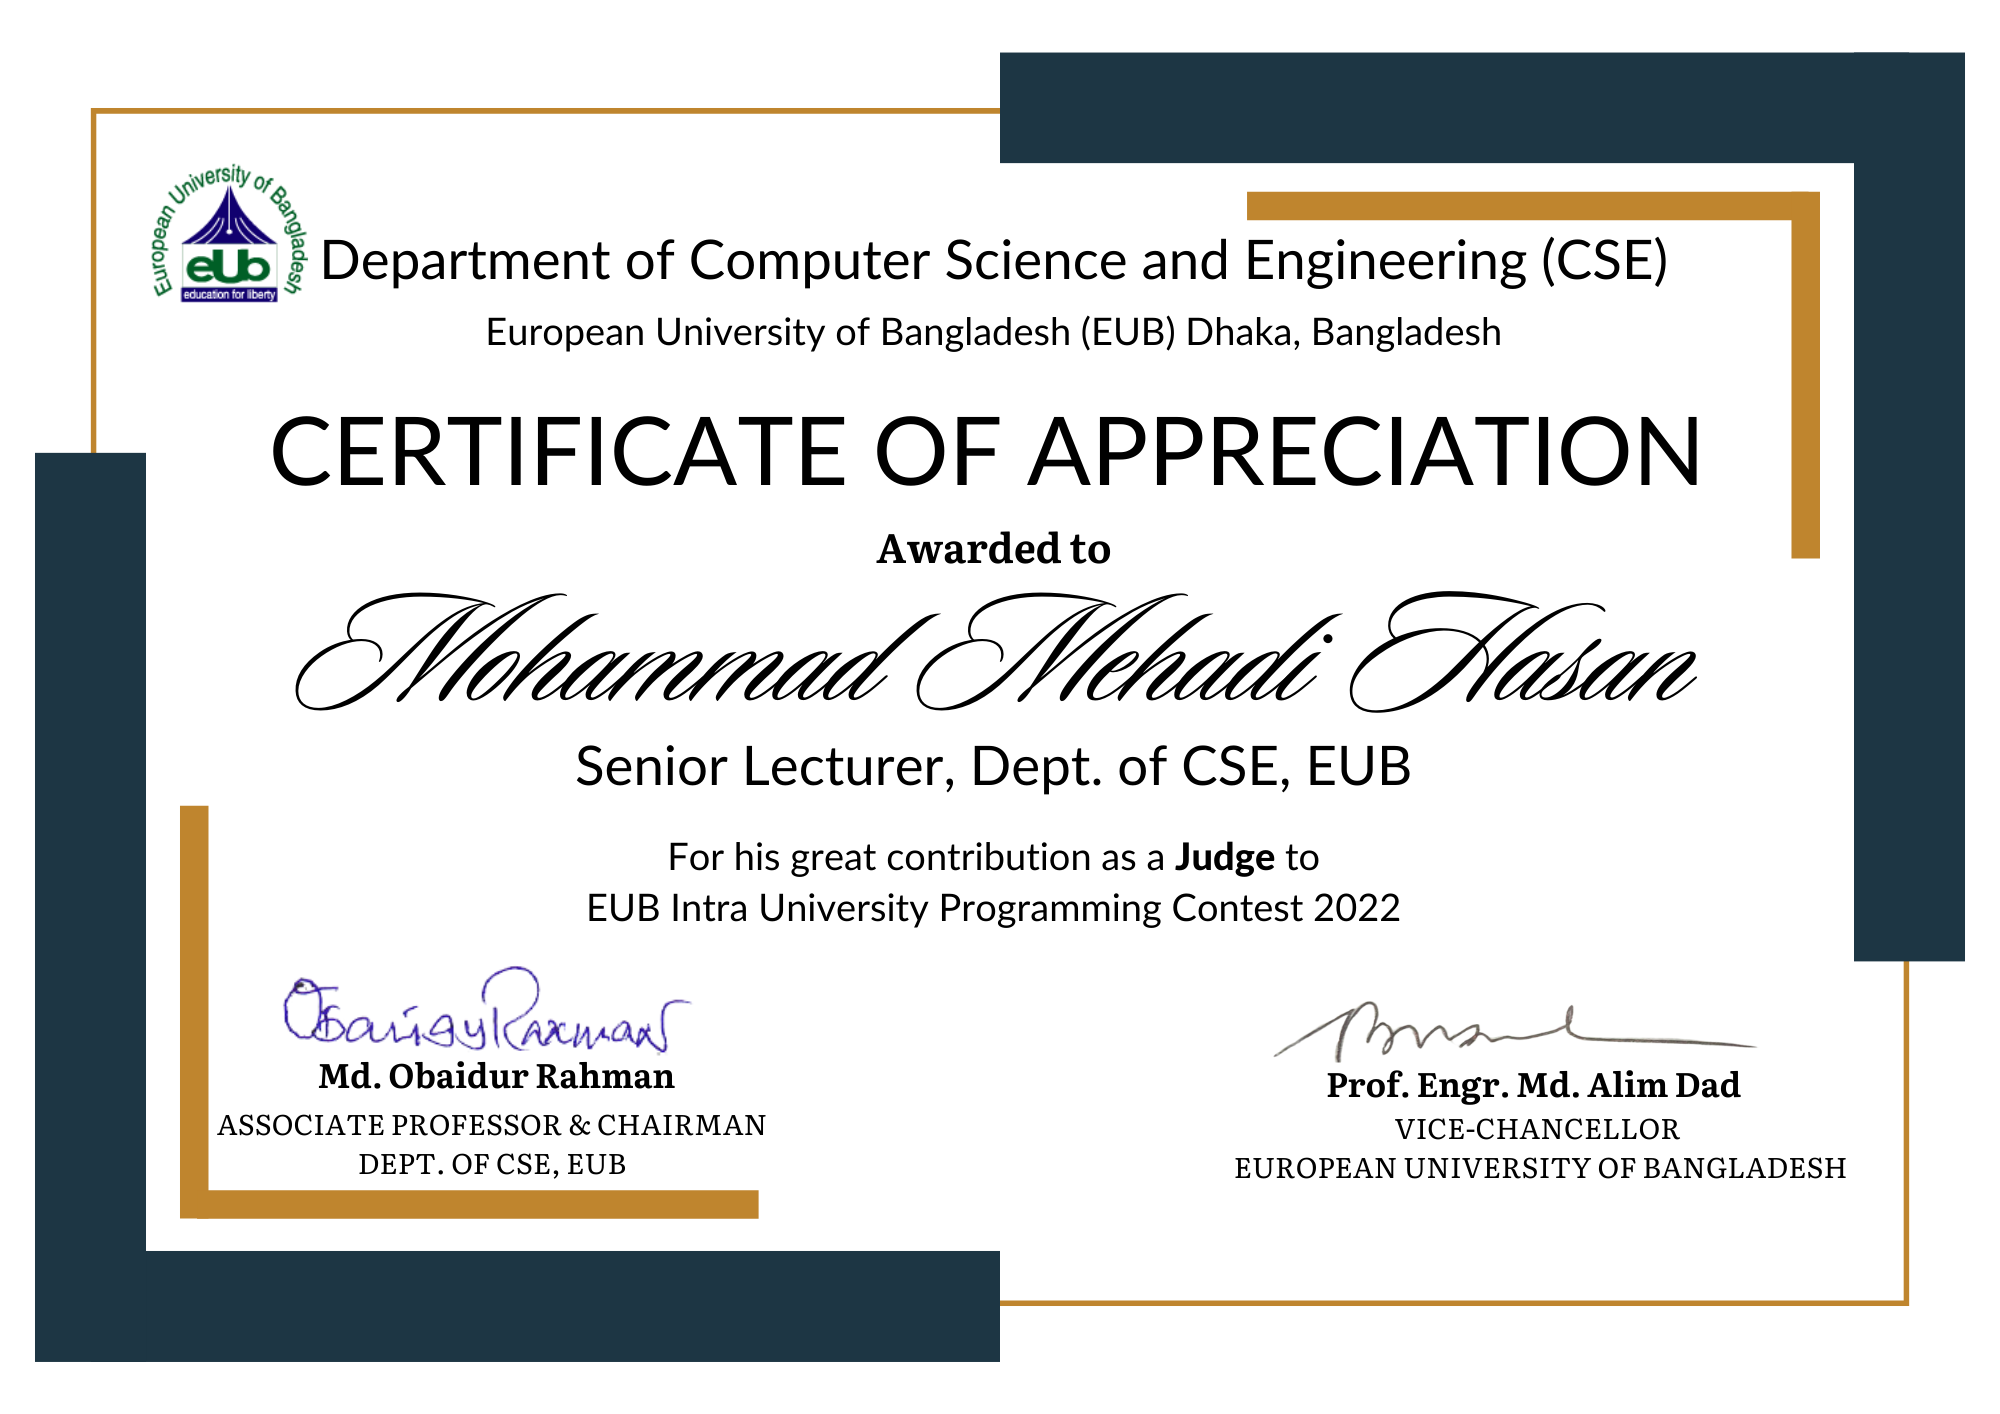 European University of Bangladesh
eUb
education for liberty
Department of Computer Science and Engineering (CSE)
European University of Bangladesh (EUB) Dhaka, Bangladesh
CERTIFICATE OF APPRECIATION
Awarded to
Mohammad Mehadi Hasan
Senior Lecturer, Dept. of CSE, EUB
For his great contribution as a Judge to
EUB Intra University Programming Contest 2022
Md. Obaidur Rahman
ASSOCIATE PROFESSOR & CHAIRMAN
DEPT. OF CSE, EUB
Prof. Engr. Md. Alim Dad
VICE-CHANCELLOR
EUROPEAN UNIVERSITY OF BANGLADESH